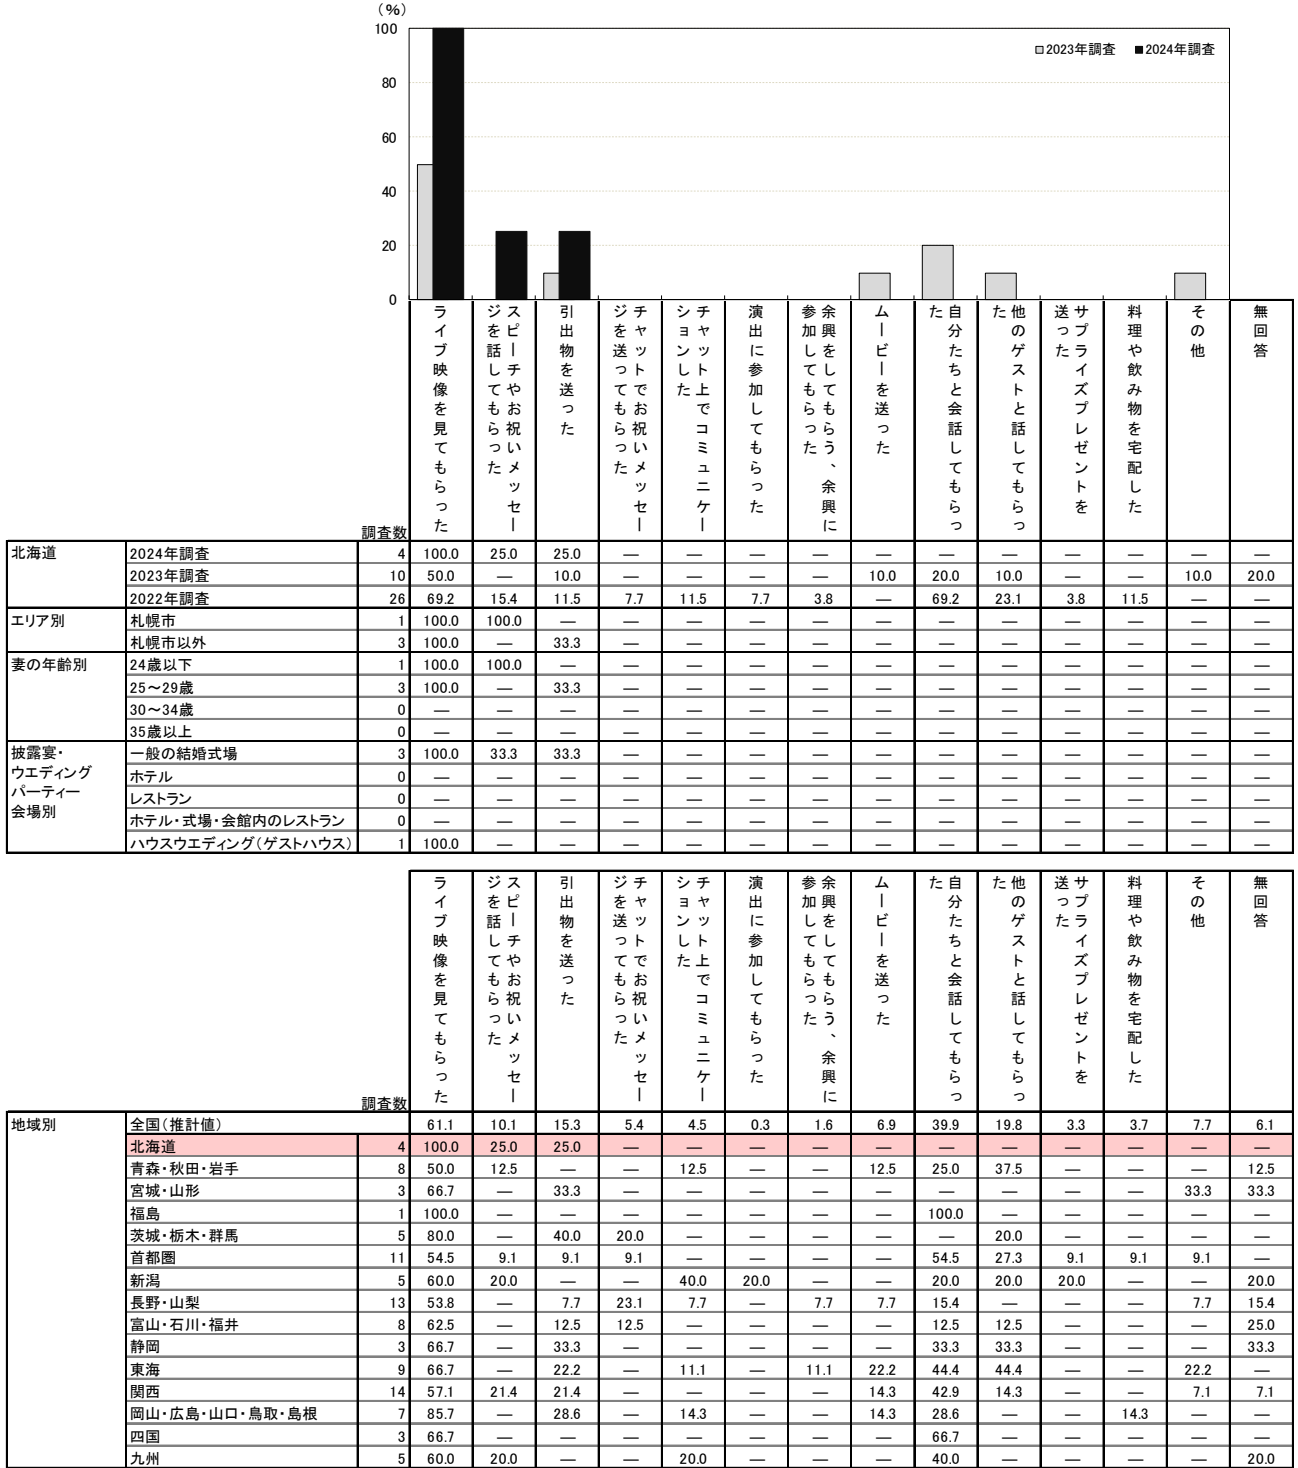 (％)
100
80
60
40
20
0
□2023年調査 ■2024年調査
調査数
ライブ映像を見てもらった
スピーチやお祝いメッセー
ジを話してもらった
引出物を送った
チャットでお祝いメッセー
ジを送ってもらった
チャット上でコミュニケー
ションした
演出に参加してもらった
余興をしてもらう、余興に
参加してもらった
ムービーを送った
自分たちと会話してもらっ
た
他のゲストと話してもらっ
た
サプライズプレゼントを
送った
料理や飲み物を宅配した
その他
無回答
北海道 2024年調査 4 100.0 25.0 25.0 — — — — — — — — — — —
2023年調査 10 50.0 — 10.0 — — — — 10.0 20.0 10.0 — — 10.0 20.0
2022年調査 26 69.2 15.4 11.5 7.7 11.5 7.7 3.8 — 69.2 23.1 3.8 11.5 — —
エリア別 札幌市 1 100.0 100.0 — — — — — — — — — — — —
札幌市以外 3 100.0 — 33.3 — — — — — — — — — — —
妻の年齢別 24歳以下 1 100.0 100.0 — — — — — — — — — — — —
25～29歳 3 100.0 — 33.3 — — — — — — — — — — —
30～34歳 0 — — — — — — — — — — — — — —
35歳以上 0 — — — — — — — — — — — — — —
披露宴・
ウエディング
パーティー
会場別
一般の結婚式場 3 100.0 33.3 33.3 — — — — — — — — — — —
ホテル 0 — — — — — — — — — — — — — —
レストラン 0 — — — — — — — — — — — — — —
ホテル・式場・会館内のレストラン 0 — — — — — — — — — — — — — —
ハウスウエディング(ゲストハウス) 1 100.0 — — — — — — — — — — — — —
調査数
ライブ映像を見てもらった
スピーチやお祝いメッセー
ジを話してもらった
引出物を送った
チャットでお祝いメッセー
ジを送ってもらった
チャット上でコミュニケー
ションした
演出に参加してもらった
余興をしてもらう、余興に
参加してもらった
ムービーを送った
自分たちと会話してもらっ
た
他のゲストと話してもらっ
た
サプライズプレゼントを
送った
料理や飲み物を宅配した
その他
無回答
地域別 全国(推計値) 61.1 10.1 15.3 5.4 4.5 0.3 1.6 6.9 39.9 19.8 3.3 3.7 7.7 6.1
北海道 4 100.0 25.0 25.0 — — — — — — — — — — —
青森・秋田・岩手 8 50.0 12.5 — — 12.5 — — 12.5 25.0 37.5 — — — 12.5
宮城・山形 3 66.7 — 33.3 — — — — — — — — — 33.3 33.3
福島 1 100.0 — — — — — — — 100.0 — — — — —
茨城・栃木・群馬 5 80.0 — 40.0 20.0 — — — — — 20.0 — — — —
首都圏 11 54.5 9.1 9.1 9.1 — — — — 54.5 27.3 9.1 9.1 9.1 —
新潟 5 60.0 20.0 — — 40.0 20.0 — — 20.0 20.0 20.0 — — 20.0
長野・山梨 13 53.8 — 7.7 23.1 7.7 — 7.7 7.7 15.4 — — — 7.7 15.4
富山・石川・福井 8 62.5 — 12.5 12.5 — — — — 12.5 12.5 — — — 25.0
静岡 3 66.7 — 33.3 — — — — — 33.3 33.3 — — — 33.3
東海 9 66.7 — 22.2 — 11.1 — 11.1 22.2 44.4 44.4 — — 22.2 —
関西 14 57.1 21.4 21.4 — — — — 14.3 42.9 14.3 — — 7.1 7.1
岡山・広島・山口・鳥取・島根 7 85.7 — 28.6 — 14.3 — — 14.3 28.6 — — 14.3 — —
四国 3 66.7 — — — — — — — 66.7 — — — — —
九州 5 60.0 20.0 — — 20.0 — — — 40.0 — — — — 20.0